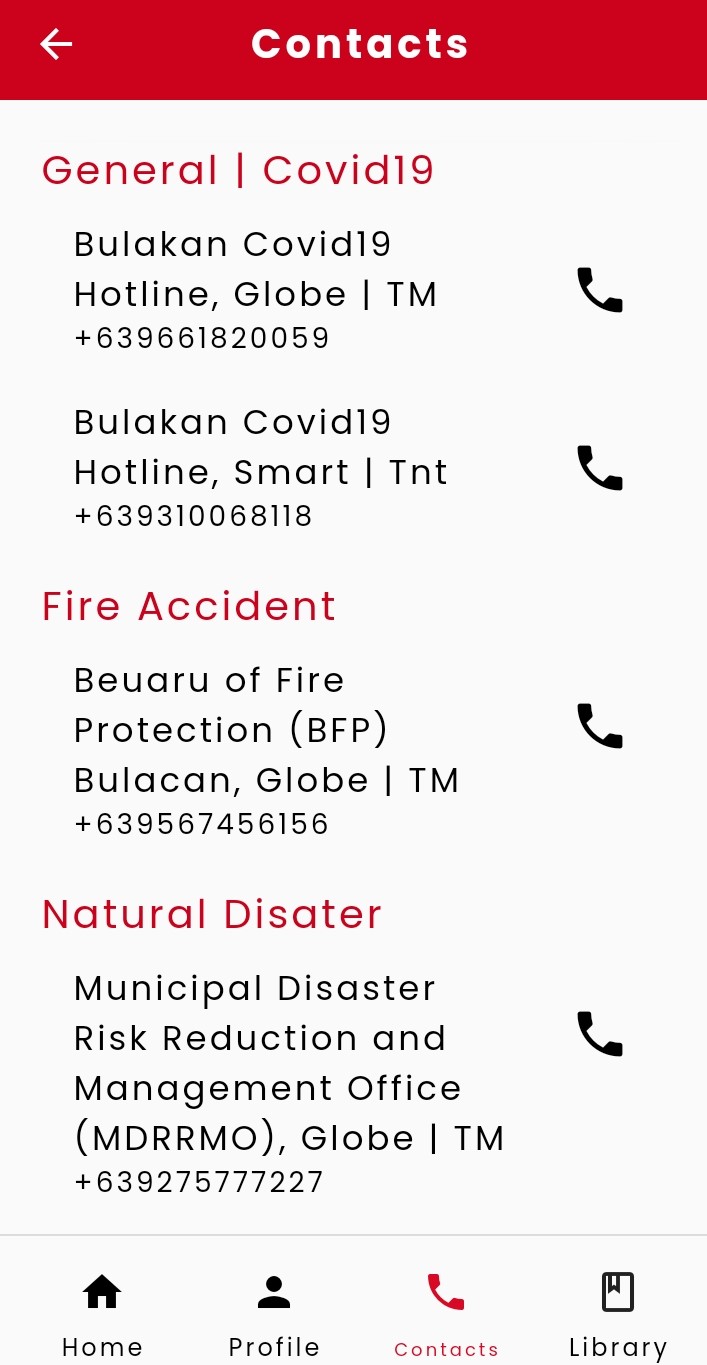 Contacts
General | Covid19
Bulakan Covid19
Hotline, Globe | TM
+639661820059
Bulakan Covid19
Hotline, Smart | Tnt
+639310068118
Fire Accident
Beuaru of Fire
Protection (BFP)
Bulacan, Globe | TM
+639567456156
Natural Disater
Municipal Disaster
Risk Reduction and
Management Office
(MDRRMO), Globe | TM
+639275777227
Home Profile Contacts Library